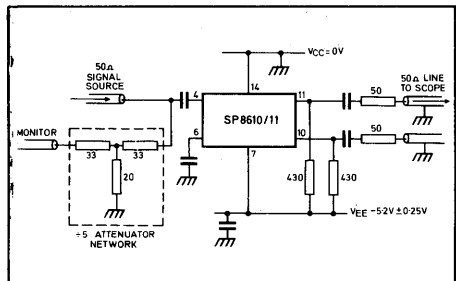 50Ω
SIGNAL
SOURCE
VCC=0V
14
4
11
50
50Ω LINE
TO SCOPE
SP8610/11
MONITOR
33
33
6
10
50
20
7
430
430
÷5 ATTENUATOR
NETWORK
VEE -5·2V ±0·25V